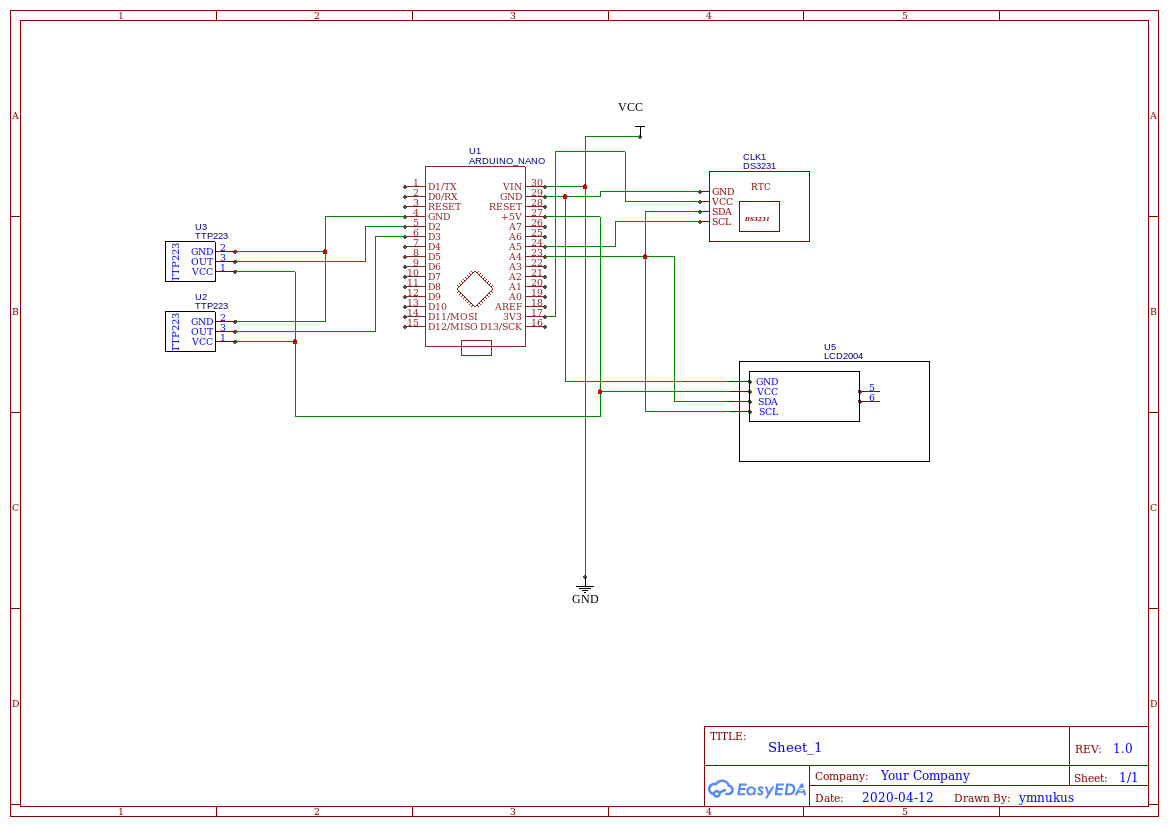 1 2 3 4 5
A A
B B
C C
D D
VCC
U1
ARDUINO_NANO
1 D1/TX VIN 30
2 D0/RX GND 29
3 RESET RESET 28
4 GND +5V 27
5 D2 A7 26
6 D3 A6 25
7 D4 A5 24
8 D5 A4 23
9 D6 A3 22
10 D7 A2 21
11 D8 A1 20
12 D9 A0 19
13 D10 AREF 18
14 D11/MOSI 3V3 17
15 D12/MISO D13/SCK 16
CLK1
DS3231
RTC
GND
VCC
SDA
SCL
DS3231
U3
TTP223
TTP223
GND 2
OUT 3
VCC 1
U2
TTP223
TTP223
GND 2
OUT 3
VCC 1
U5
LCD2004
GND
VCC 5
SDA 6
SCL
GND
TITLE:
Sheet_1
REV: 1.0
EasyEDA
Company: Your Company
Sheet: 1/1
Date: 2020-04-12 Drawn By: ymnukus
1 2 3 4 5